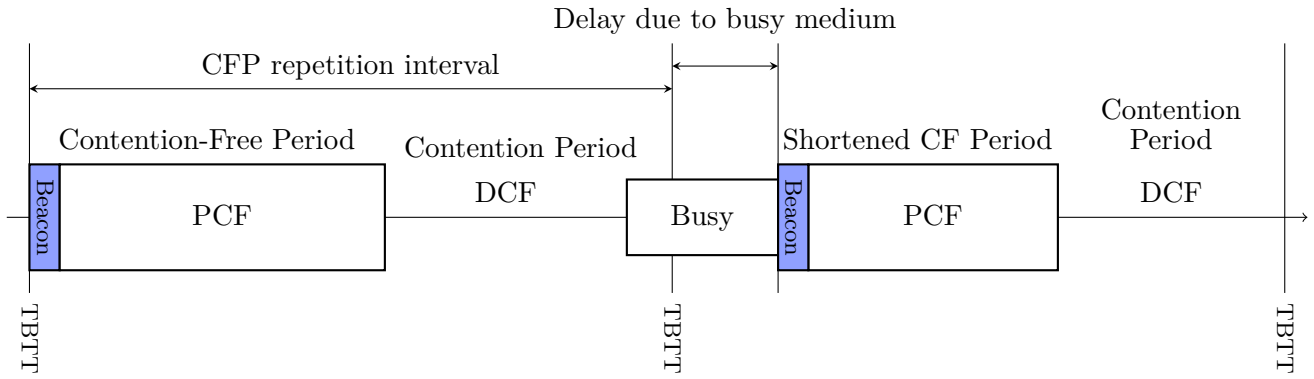 Delay due to busy medium
CFP repetition interval
Contention-Free Period
Contention Period
Shortened CF Period
Contention
Period
Beacon
PCF
DCF
Busy
Beacon
PCF
DCF
TBTT
TBTT
TBTT